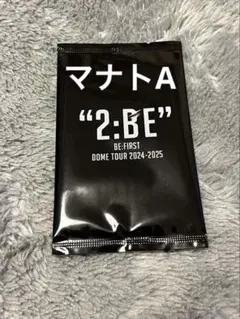 マナトA
“2:BE”
BE:FIRST
DOME TOUR 2024-2025